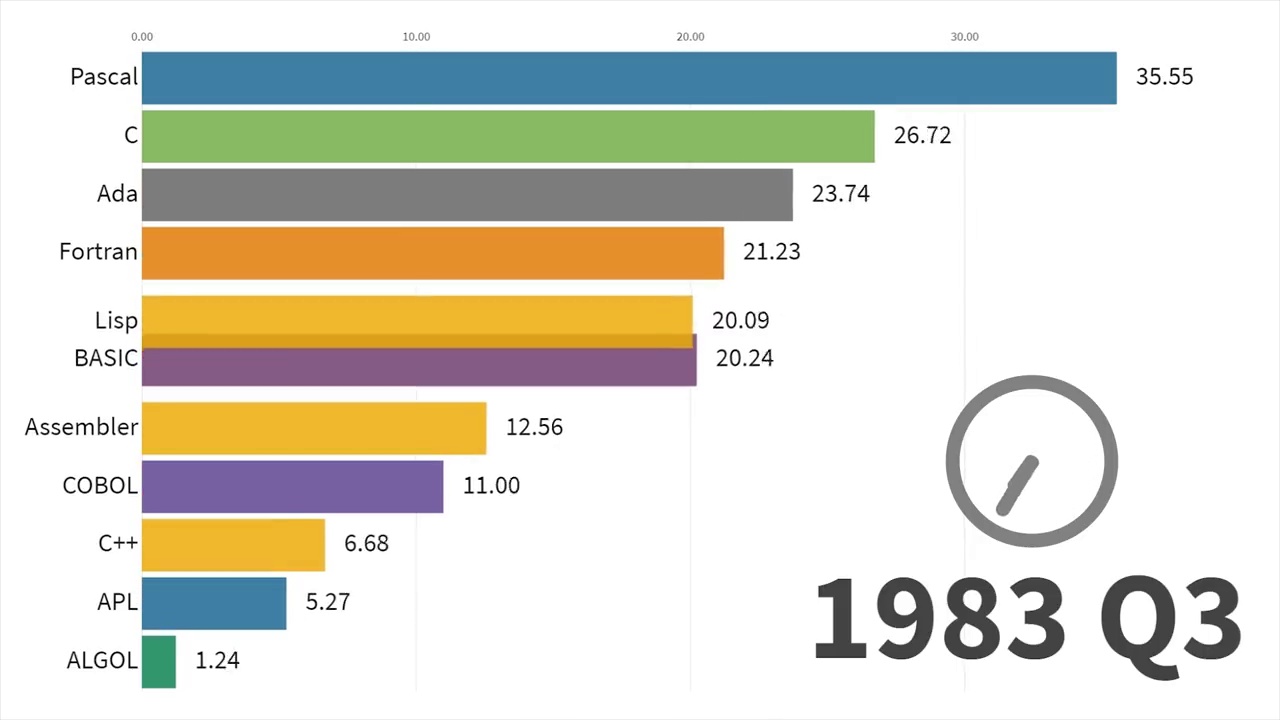 0.00 10.00 20.00 30.00
Pascal 35.55
C 26.72
Ada 23.74
Fortran 21.23
Lisp 20.09
BASIC 20.24
Assembler 12.56
COBOL 11.00
C++ 6.68
APL 5.27
ALGOL 1.24
1983 Q3